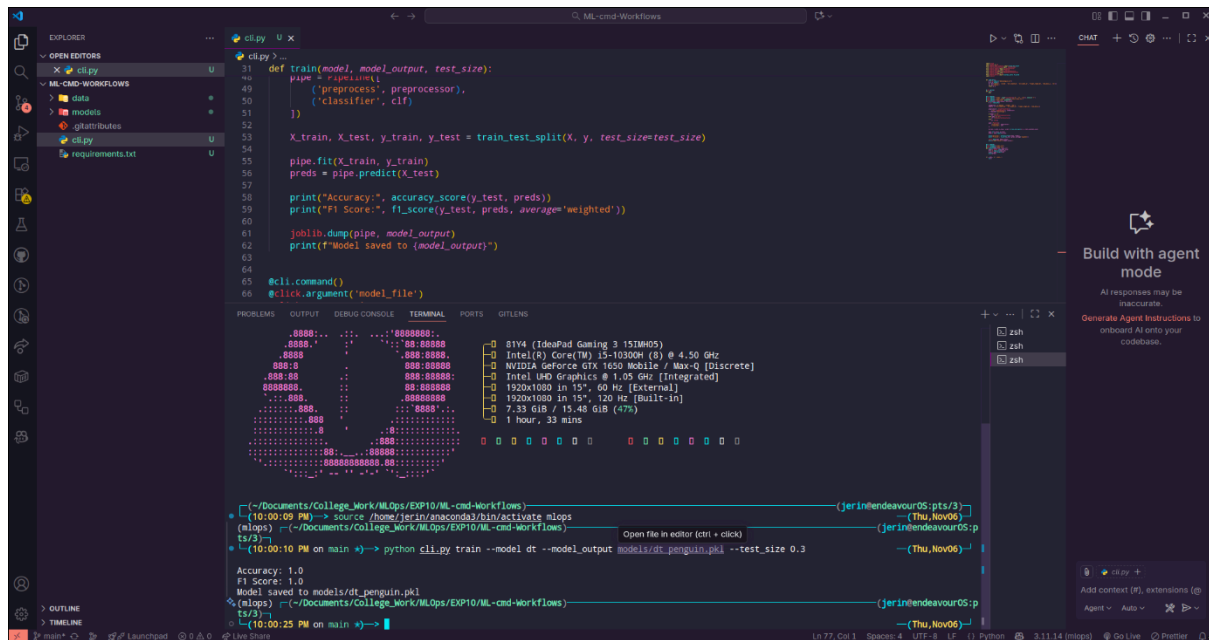 ML-cmd-Workflows
EXPLORER
OPEN EDITORS
cli.py U
ML-CMD-WORKFLOWS
data
models
.gitattributes
cli.py U
requirements.txt U
OUTLINE
TIMELINE
cli.py U
cli.py > ...
31 def train(model, model_output, test_size):
48 pipe = Pipeline([
49 ('preprocess', preprocessor),
50 ('classifier', clf)
51 ])
52
53 X_train, X_test, y_train, y_test = train_test_split(X, y, test_size=test_size)
54
55 pipe.fit(X_train, y_train)
56 preds = pipe.predict(X_test)
57
58 print("Accuracy:", accuracy_score(y_test, preds))
59 print("F1 Score:", f1_score(y_test, preds, average='weighted'))
60
61 joblib.dump(pipe, model_output)
62 print(f"Model saved to {model_output}")
63
64
65 @cli.command()
66 @click.argument('model_file')
PROBLEMS OUTPUT DEBUG CONSOLE TERMINAL PORTS GITLENS
zsh
zsh
zsh
81Y4 (IdeaPad Gaming 3 15IMH05)
Intel(R) Core(TM) i5-10300H (8) @ 4.50 GHz
NVIDIA GeForce GTX 1650 Mobile / Max-Q [Discrete]
Intel UHD Graphics @ 1.05 GHz [Integrated]
1920x1080 in 15", 60 Hz [External]
1920x1080 in 15", 120 Hz [Built-in]
7.33 GiB / 15.48 GiB (47%)
1 hour, 33 mins
(~/Documents/College_Work/MLOps/EXP10/ML-cmd-Workflows) (jerin@endeavourOS:pts/3)
(10:00:09 PM)—> source /home/jerin/anaconda3/bin/activate mlops (Thu,Nov06)
(mlops) (~/Documents/College_Work/MLOps/EXP10/ML-cmd-Workflows) (jerin@endeavourOS:p
ts/3)
Open file in editor (ctrl + click)
(10:00:10 PM on main ✭)—> python cli.py train --model dt --model_output models/dt_penguin.pkl --test_size 0.3 (Thu,Nov06)
Accuracy: 1.0
F1 Score: 1.0
Model saved to models/dt_penguin.pkl
(mlops) (~/Documents/College_Work/MLOps/EXP10/ML-cmd-Workflows) (jerin@endeavourOS:p
ts/3)
(10:00:25 PM on main ✭)—> (Thu,Nov06)
CHAT
Build with agent
mode
AI responses may be
inaccurate.
Generate Agent Instructions to
onboard AI onto your
codebase.
cli.py +
Add context (#), extensions (@
Agent Auto
main* Launchpad 0 0 Live Share
Ln 77, Col 1 Spaces: 4 UTF-8 LF {} Python 3.11.14 (mlops) Go Live Prettier